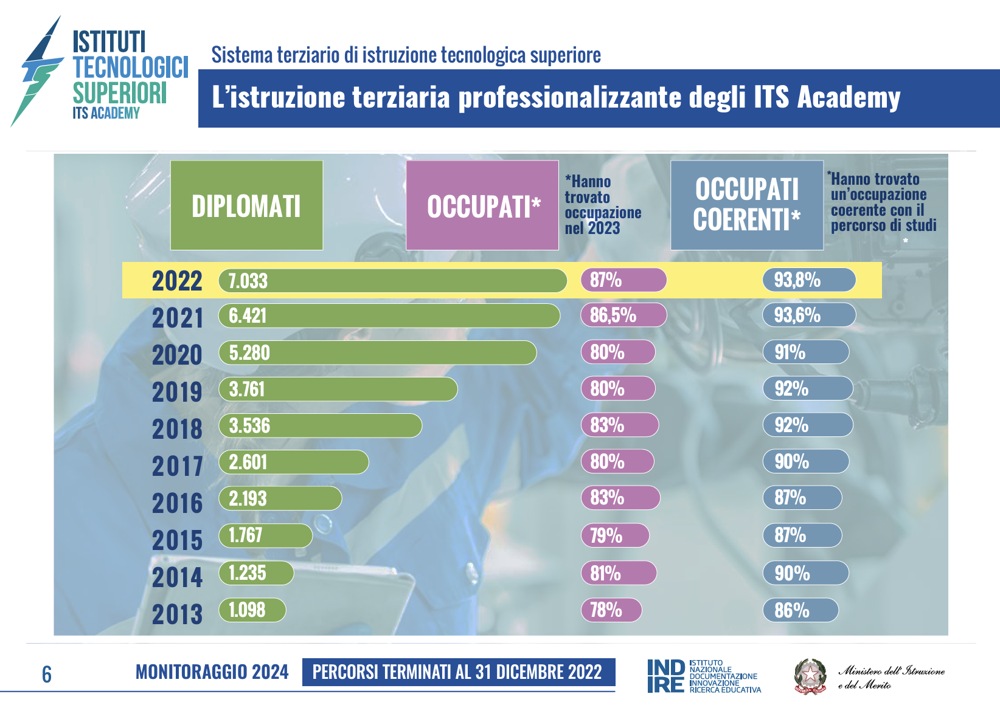 ISTITUTI
TECNOLOGICI
SUPERIORI
ITS ACADEMY
Sistema terziario di istruzione tecnologica superiore
L’istruzione terziaria professionalizzante degli ITS Academy
DIPLOMATI
OCCUPATI*
*Hanno
trovato
occupazione
nel 2023
OCCUPATI
COERENTI*
*Hanno trovato
un’occupazione
coerente con il
percorso di studi
*
2022 7.033 87% 93,8%
2021 6.421 86,5% 93,6%
2020 5.280 80% 91%
2019 3.761 80% 92%
2018 3.536 83% 92%
2017 2.601 80% 90%
2016 2.193 83% 87%
2015 1.767 79% 87%
2014 1.235 81% 90%
2013 1.098 78% 86%
6
MONITORAGGIO 2024
PERCORSI TERMINATI AL 31 DICEMBRE 2022
IND
IRE
ISTITUTO
NAZIONALE
DOCUMENTAZIONE
INNOVAZIONE
RICERCA EDUCATIVA
Ministero dell’Istruzione
e del Merito